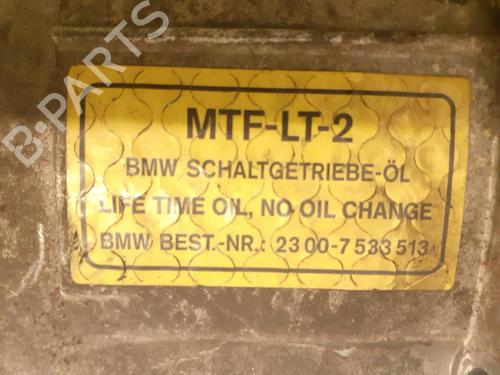 B-PARTS
MTF-LT-2
BMW SCHALTGETRIEBE-ÖL
LIFE TIME OIL, NO OIL CHANGE
BMW BEST.-NR.: 23 00-7 533 513